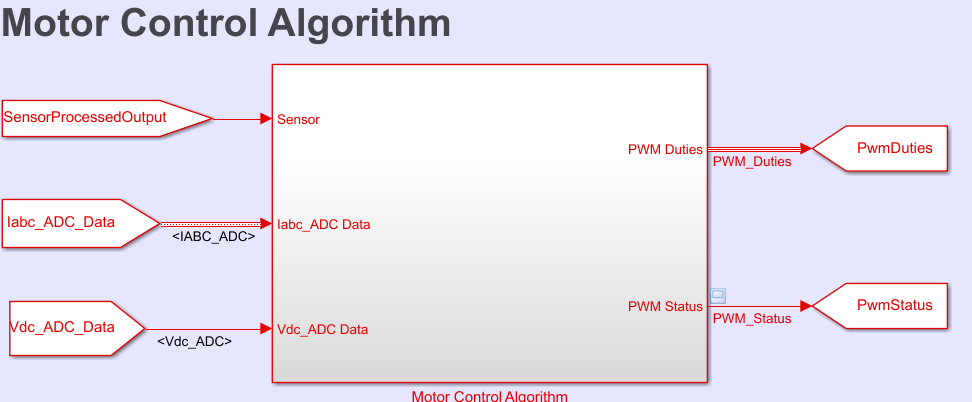 Motor Control Algorithm
SensorProcessedOutput
Sensor
PWM Duties
PWM_Duties
PwmDuties
Iabc_ADC_Data
<IABC_ADC>
Iabc_ADC Data
Vdc_ADC_Data
<Vdc_ADC>
Vdc_ADC Data
PWM Status
PWM_Status
PwmStatus
Motor Control Algorithm